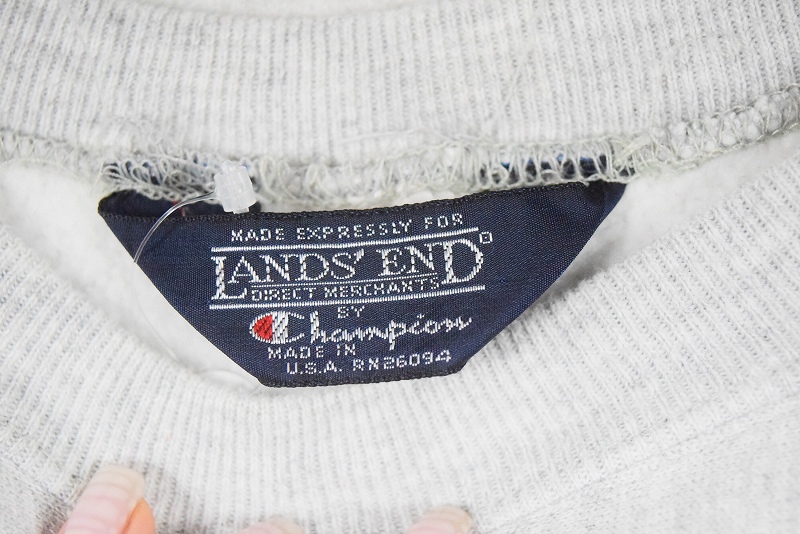 MADE EXPRESSLY FOR
LANDS' END
DIRECT MERCHANTS
BY
Champion
MADE IN
U.S.A. RN26094